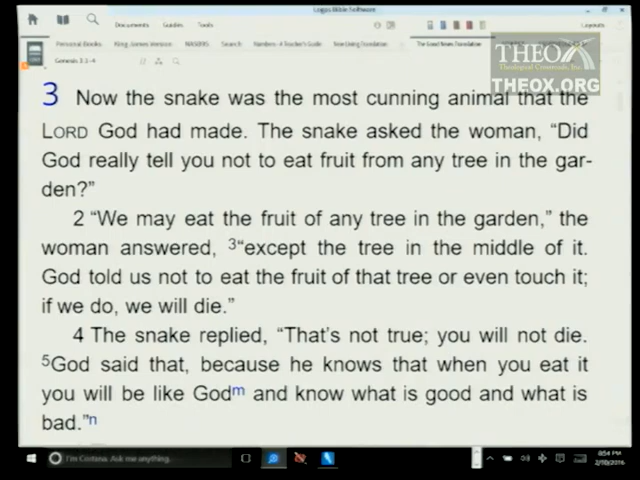 Logos Bible Software
Documents Guides Tools Layouts
Personal Books King James Version NASB95 Search The Good News Translation
Genesis 3:1-4
THEOX
THEOX.ORG
3 Now the snake was the most cunning animal that the
LORD God had made. The snake asked the woman, “Did
God really tell you not to eat fruit from any tree in the gar-
den?”
2 “We may eat the fruit of any tree in the garden,” the
woman answered, 3“except the tree in the middle of it.
God told us not to eat the fruit of that tree or even touch it;
if we do, we will die.”
4 The snake replied, “That’s not true; you will not die.
5God said that, because he knows that when you eat it
you will be like Godm and know what is good and what is
bad.”n
I'm Cortana. Ask me anything.
8:54 PM
2/10/2016